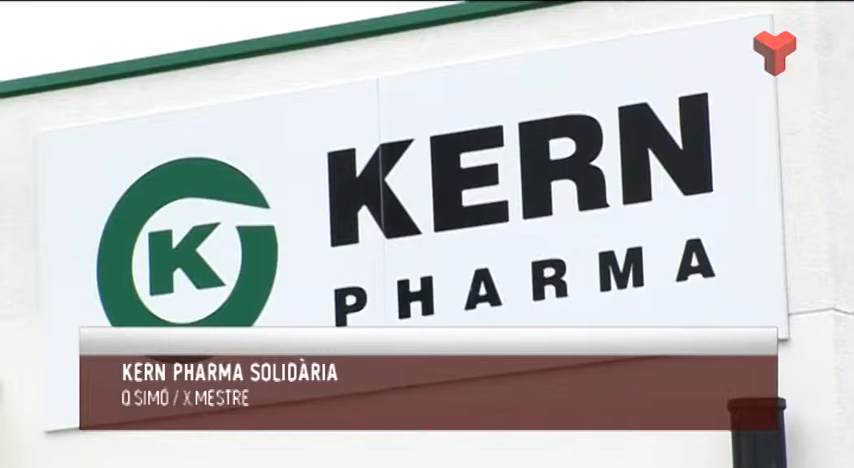 KERN
K
PHARMA
KERN PHARMA SOLIDÀRIA
Q SIMÓ / X MESTRE